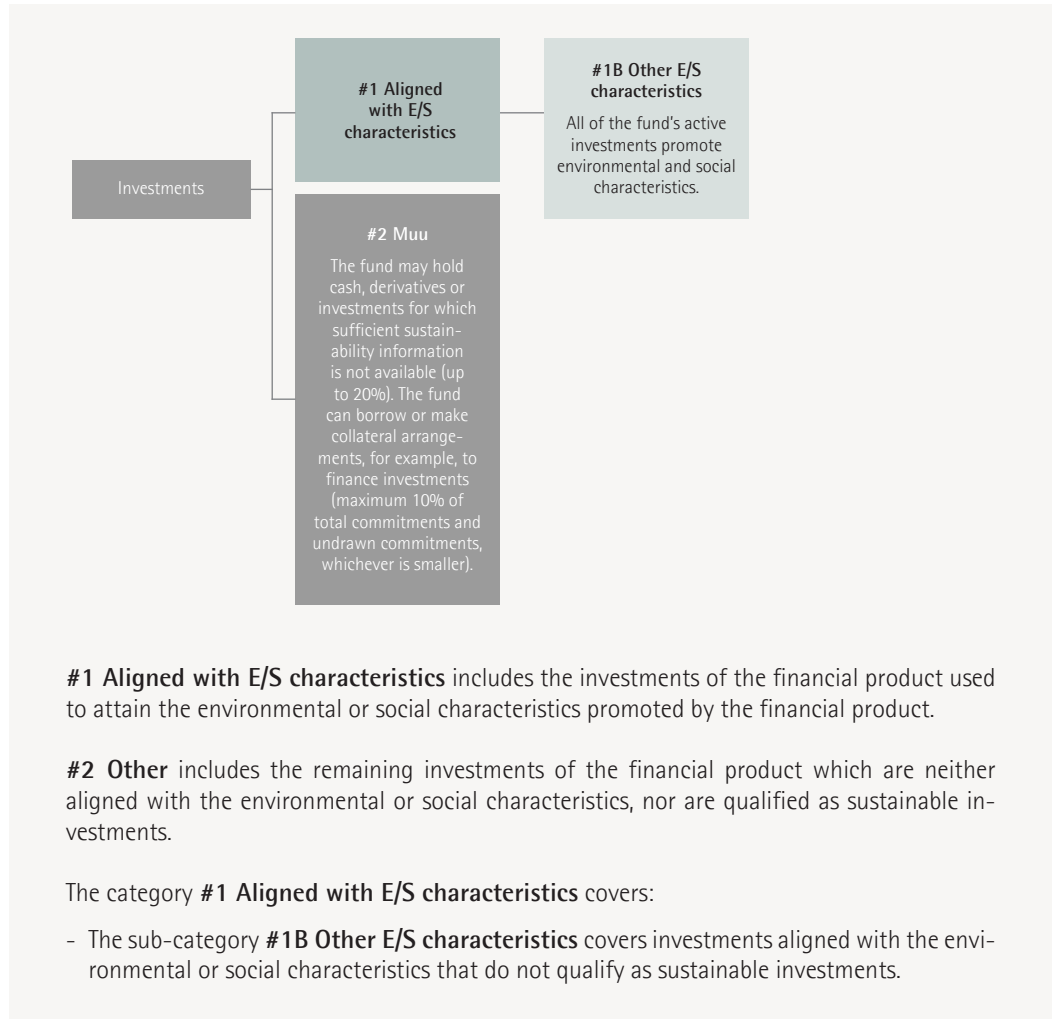 #1 Aligned
with E/S
characteristics
#1B Other E/S
characteristics
All of the fund's active
investments promote
environmental and social
characteristics.
Investments
#2 Muu
The fund may hold
cash, derivatives or
investments for which
sufficient sustain-
ability information
is not available (up
to 20%). The fund
can borrow or make
collateral arrange-
ments, for example, to
finance investments
(maximum 10% of
total commitments and
undrawn commitments,
whichever is smaller).
#1 Aligned with E/S characteristics includes the investments of the financial product used
to attain the environmental or social characteristics promoted by the financial product.
#2 Other includes the remaining investments of the financial product which are neither
aligned with the environmental or social characteristics, nor are qualified as sustainable in-
vestments.
The category #1 Aligned with E/S characteristics covers:
- The sub-category #1B Other E/S characteristics covers investments aligned with the envi-
ronmental or social characteristics that do not qualify as sustainable investments.